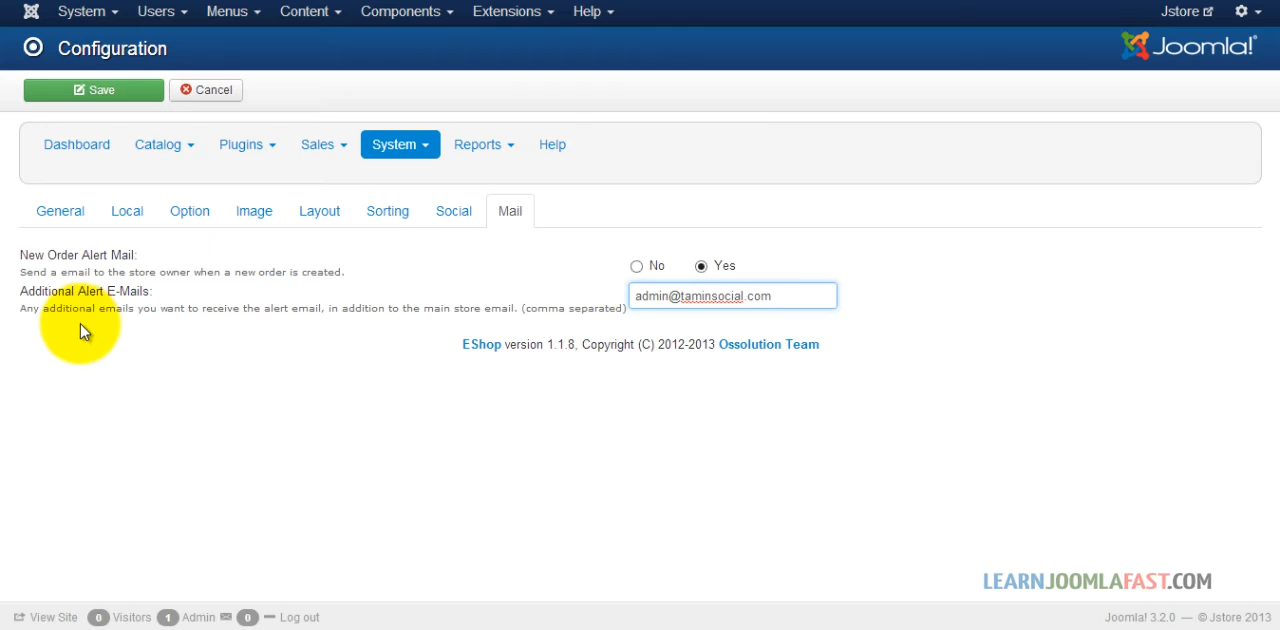 System Users Menus Content Components Extensions Help Jstore
Configuration Joomla!
Save Cancel
Dashboard Catalog Plugins Sales System Reports Help
General Local Option Image Layout Sorting Social Mail
New Order Alert Mail:
Send a email to the store owner when a new order is created.
No Yes
Additional Alert E-Mails:
Any additional emails you want to receive the alert email, in addition to the main store email. (comma separated)
admin@taminsocial.com
EShop version 1.1.8, Copyright (C) 2012-2013 Ossolution Team
LEARNJOOMLAFAST.COM
View Site 0 Visitors 1 Admin 0 Log out Joomla! 3.2.0 — © Jstore 2013